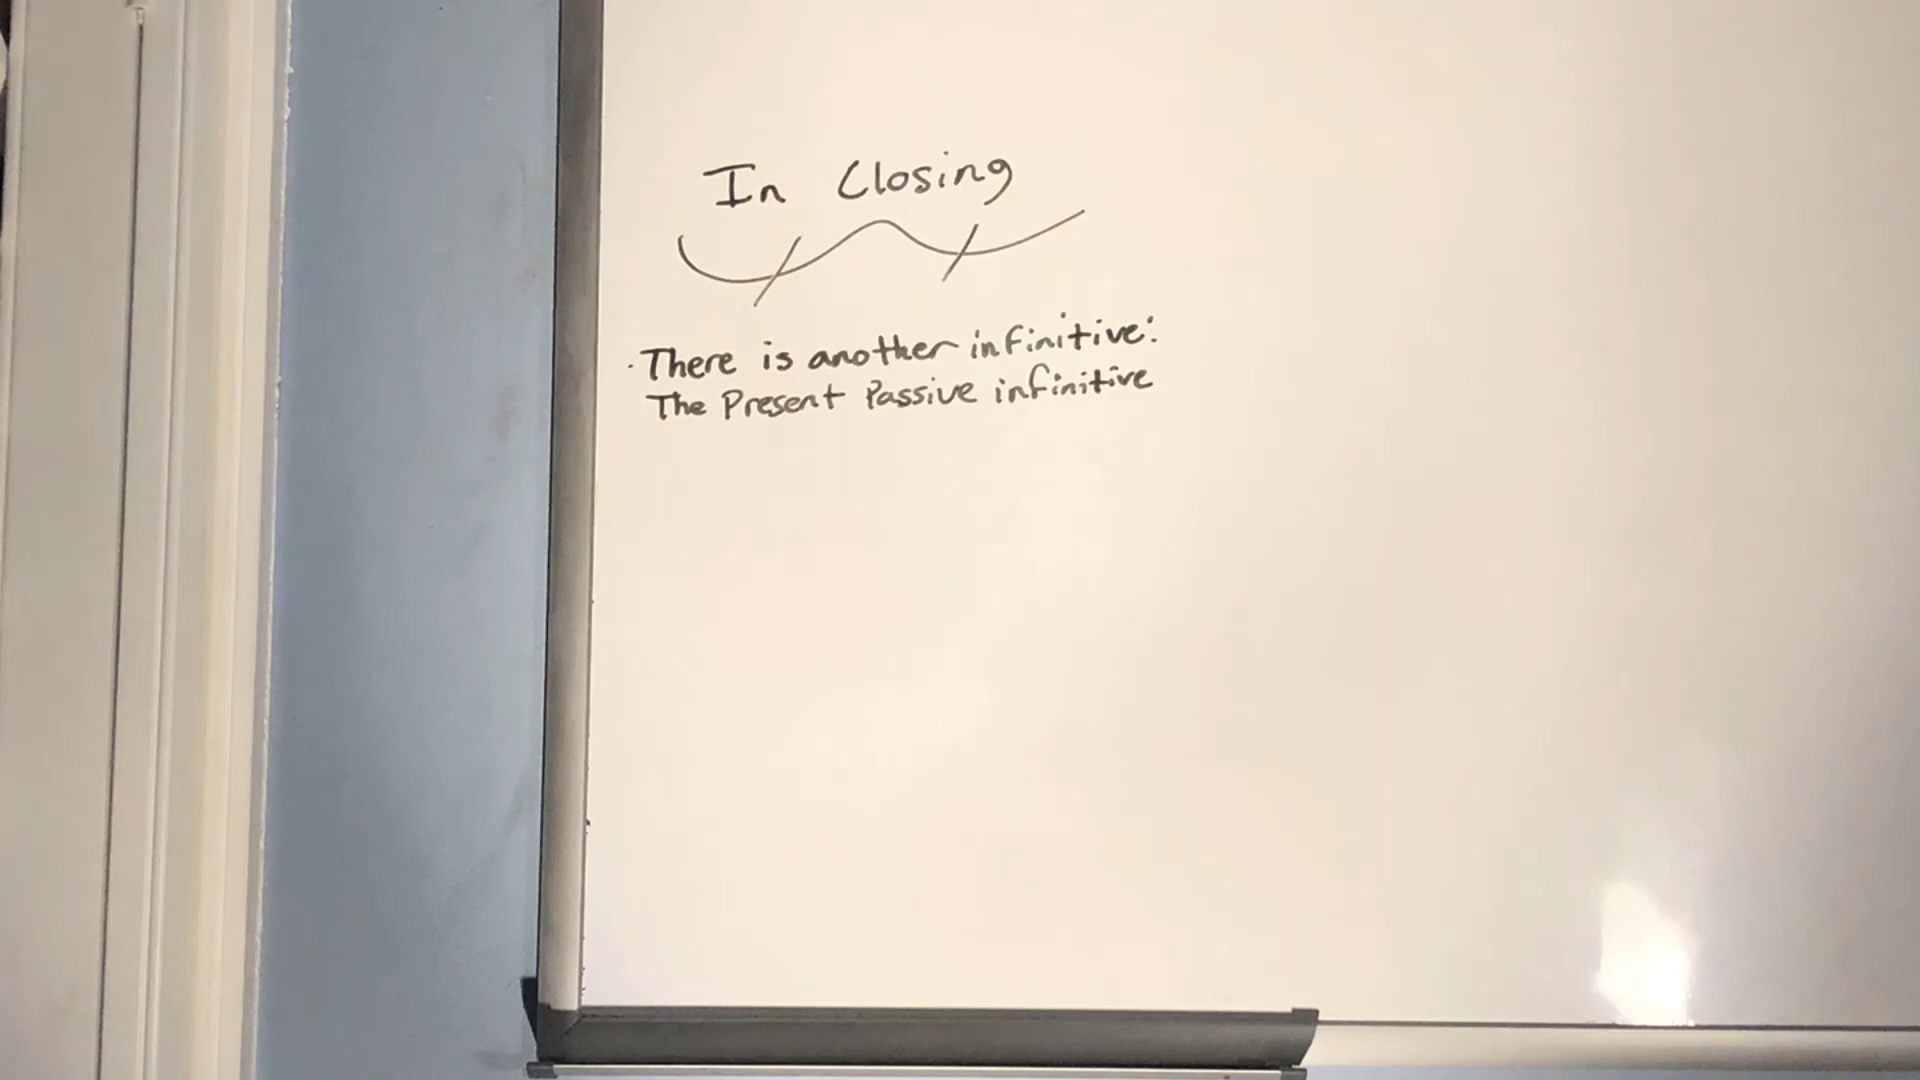 In Closing
· There is another infinitive:
The Present Passive infinitive